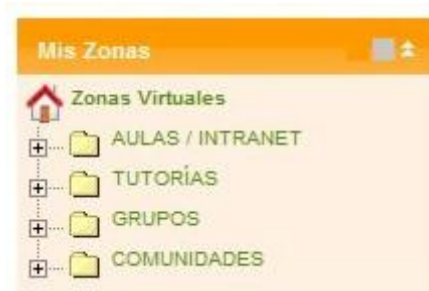 Mis Zonas
Zonas Virtuales
AULAS / INTRANET
TUTORÍAS
GRUPOS
COMUNIDADES